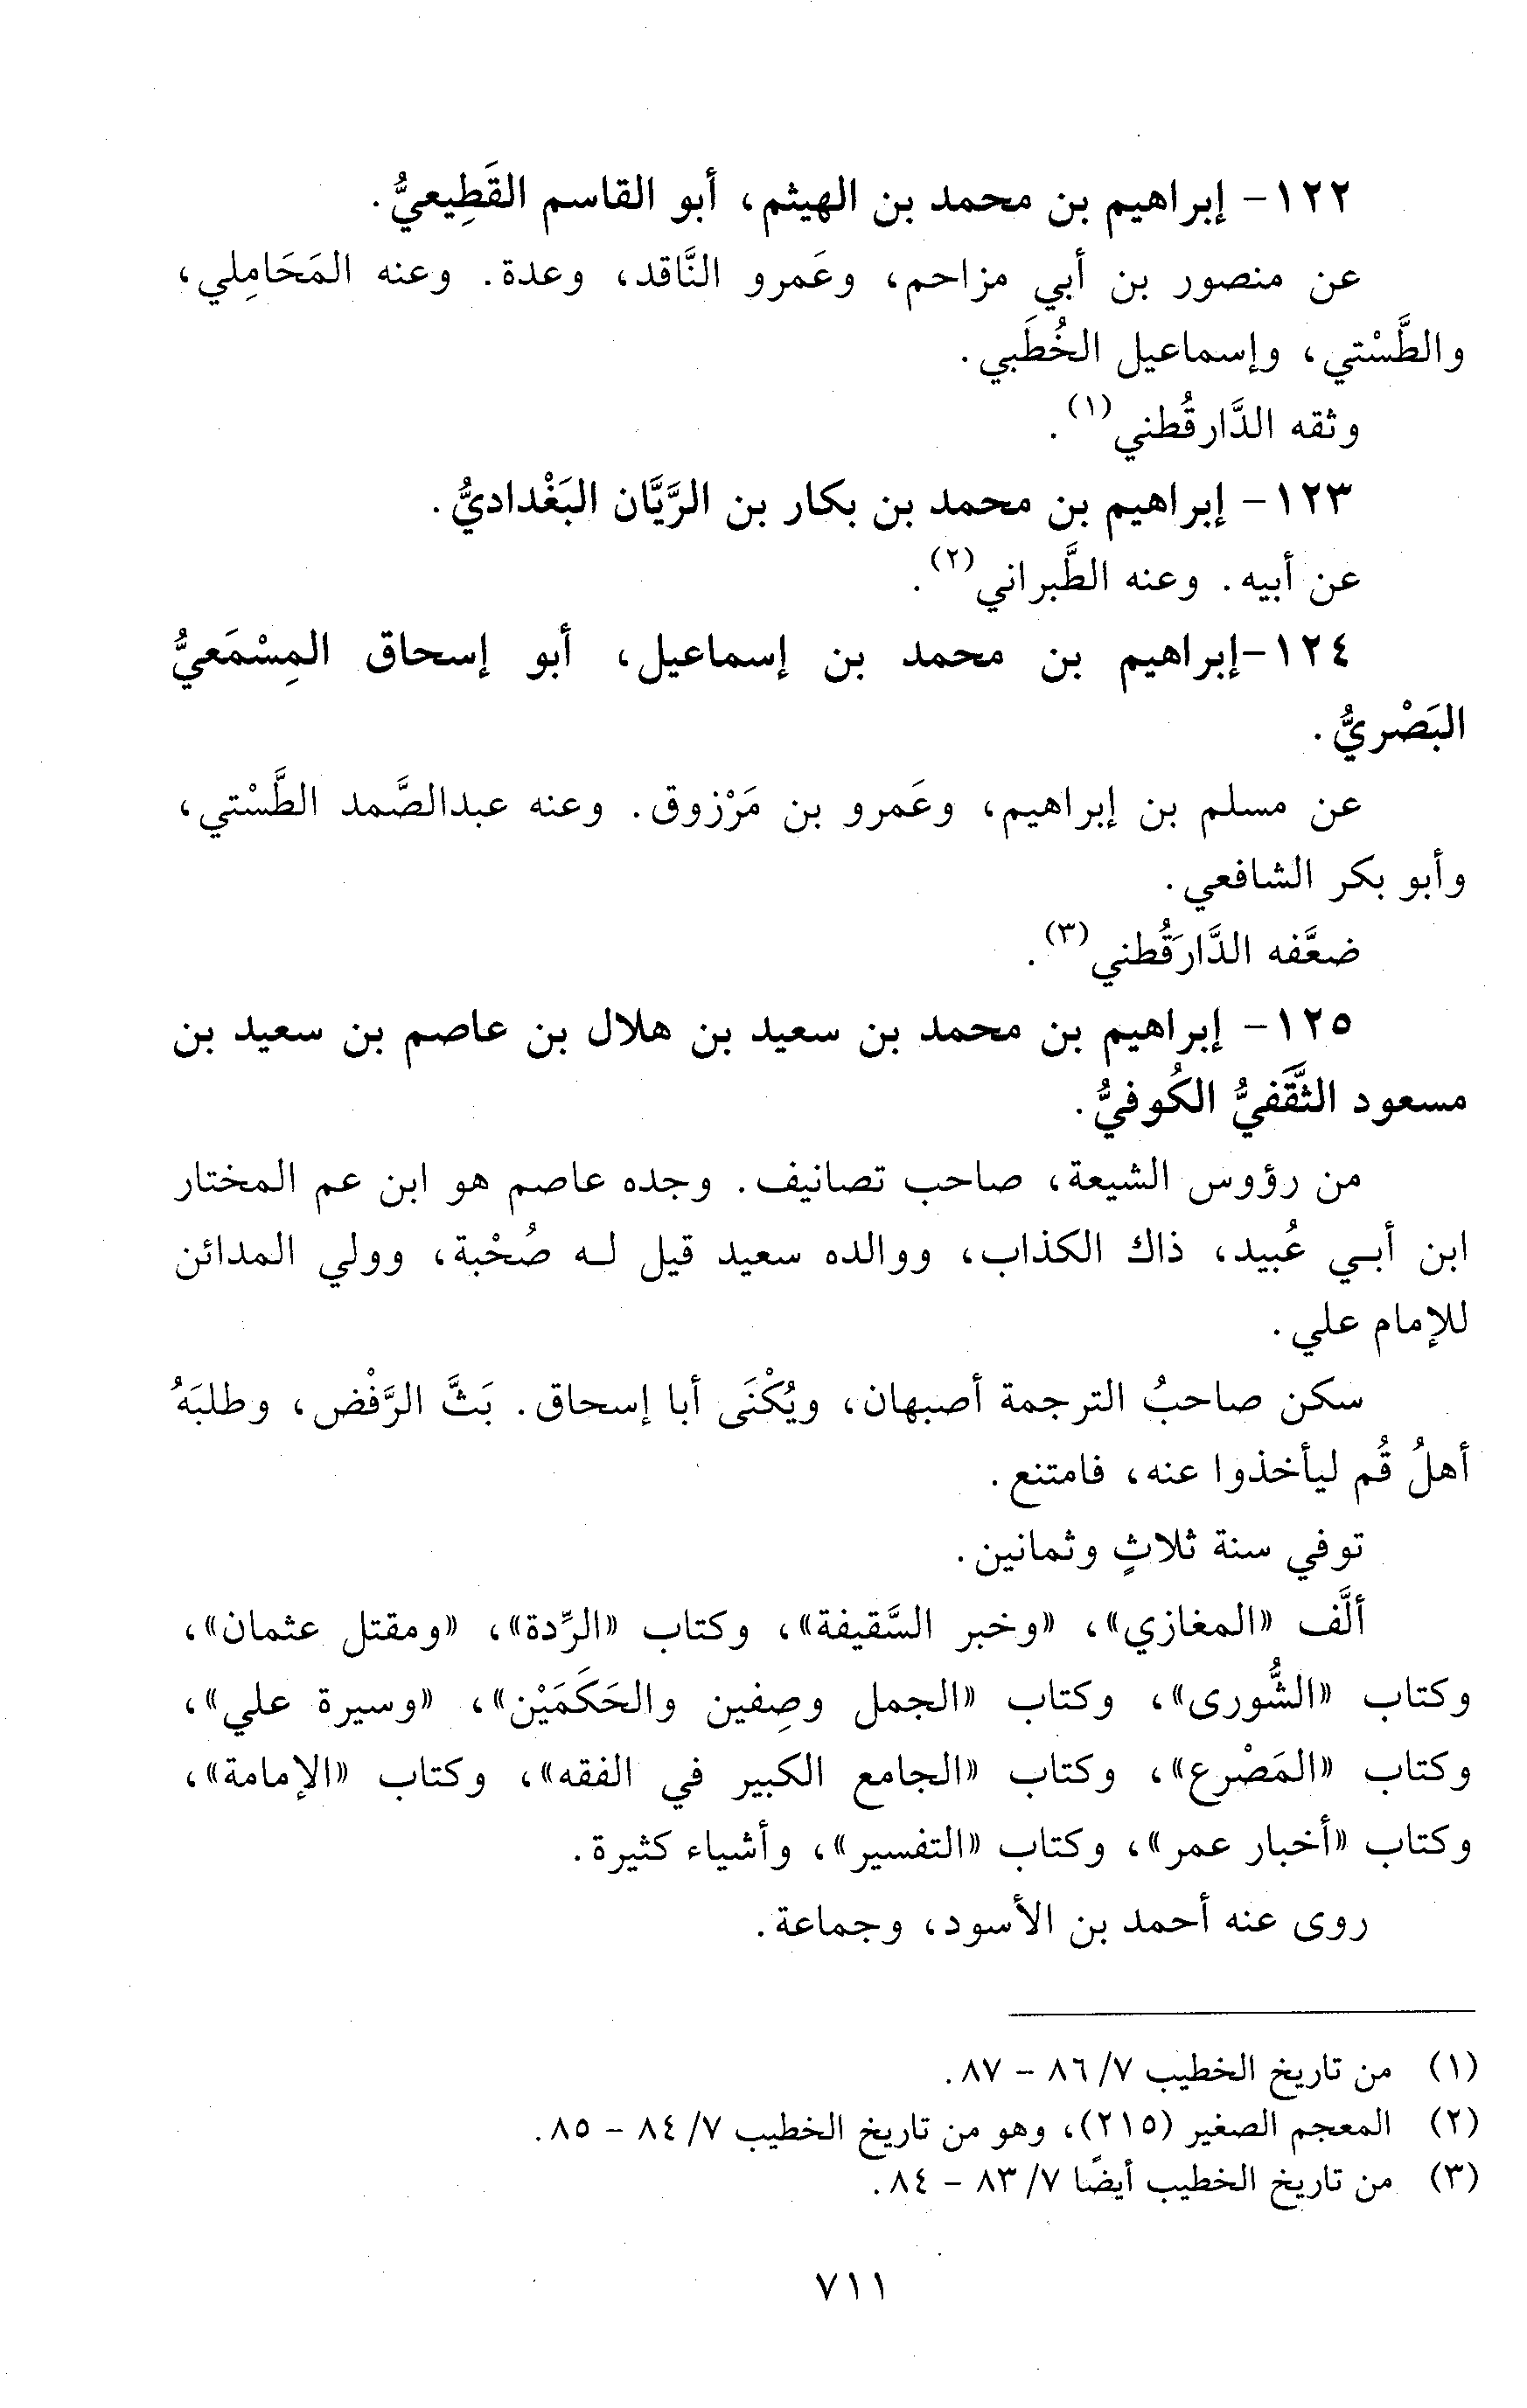 ١٢٢- إبراهيم بن محمد بن الهيثم، أبو القاسم القَطِيعيُّ.
عن منصور بن أبي مزاحم، وعَمرو النَّاقد، وعدة. وعنه المَحَامِلي،
والطَّسْتي، وإسماعيل الخُطَبي.
وثقه الدَّارقُطني(١).
١٢٣- إبراهيم بن محمد بن بكار بن الرَّيَّان البَغْداديُّ.
عن أبيه. وعنه الطَّبراني(٢).
١٢٤-إبراهيم بن محمد بن إسماعيل، أبو إسحاق المِسْمَعيُّ
البَصْريُّ.
عن مسلم بن إبراهيم، وعَمرو بن مَرْزوق. وعنه عبدالصَّمد الطَّسْتي،
وأبو بكر الشافعي.
ضعَّفه الدَّارَقُطني(٣).
١٢٥- إبراهيم بن محمد بن سعيد بن هلال بن عاصم بن سعيد بن
مسعود الثَّقَفيُّ الكُوفيُّ.
من رؤوس الشيعة، صاحب تصانيف. وجده عاصم هو ابن عم المختار
ابن أبـي عُبيد، ذاك الكذاب، ووالده سعيد قيل لـه صُحْبة، وولي المدائن
للإمام علي.
سكن صاحبُ الترجمة أصبهان، ويُكْنَى أبا إسحاق. بَثَّ الرَّفْض، وطلبَهُ
أهلُ قُم ليأخذوا عنه، فامتنع.
توفي سنة ثلاثٍ وثمانين.
ألَّف «المغازي»، «وخبر السَّقيفة»، وكتاب «الرِّدة»، «ومقتل عثمان»،
وكتاب «الشُّورى»، وكتاب «الجمل وصِفين والحَكَمَيْن»، «وسيرة علي»،
وكتاب «المَصْرع»، وكتاب «الجامع الكبير في الفقه»، وكتاب «الإمامة»،
وكتاب «أخبار عمر»، وكتاب «التفسير»، وأشياء كثيرة.
روى عنه أحمد بن الأسود، وجماعة.
(١) من تاريخ الخطيب ٧/ ٨٦ - ٨٧.
(٢) المعجم الصغير (٢١٥)، وهو من تاريخ الخطيب ٧/ ٨٤ - ٨٥.
(٣) من تاريخ الخطيب أيضًا ٧/ ٨٣ - ٨٤.
٧١١